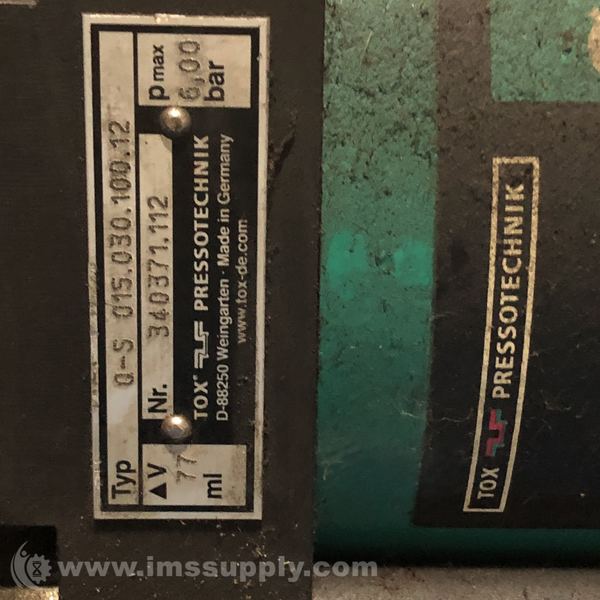 Typ Q-S 015.030.100.12
ΔV
77
ml
Nr. 340371.112
p max
6,00
bar
TOX® PRESSOTECHNIK
D-88250 Weingarten · Made in Germany
www.tox-de.com
TOX PRESSOTECHNIK
www.imssupply.com